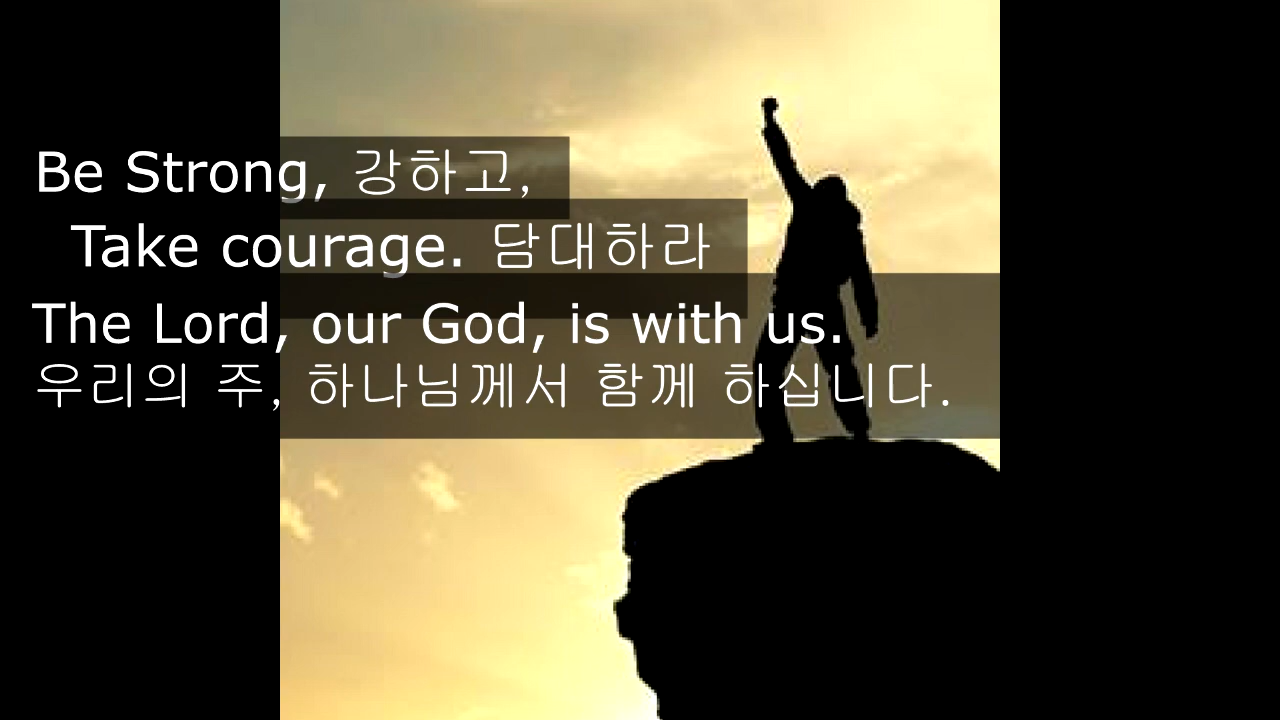 Be Strong, 강하고,
Take courage. 담대하라
The Lord, our God, is with us.
우리의 주, 하나님께서 함께 하십니다.